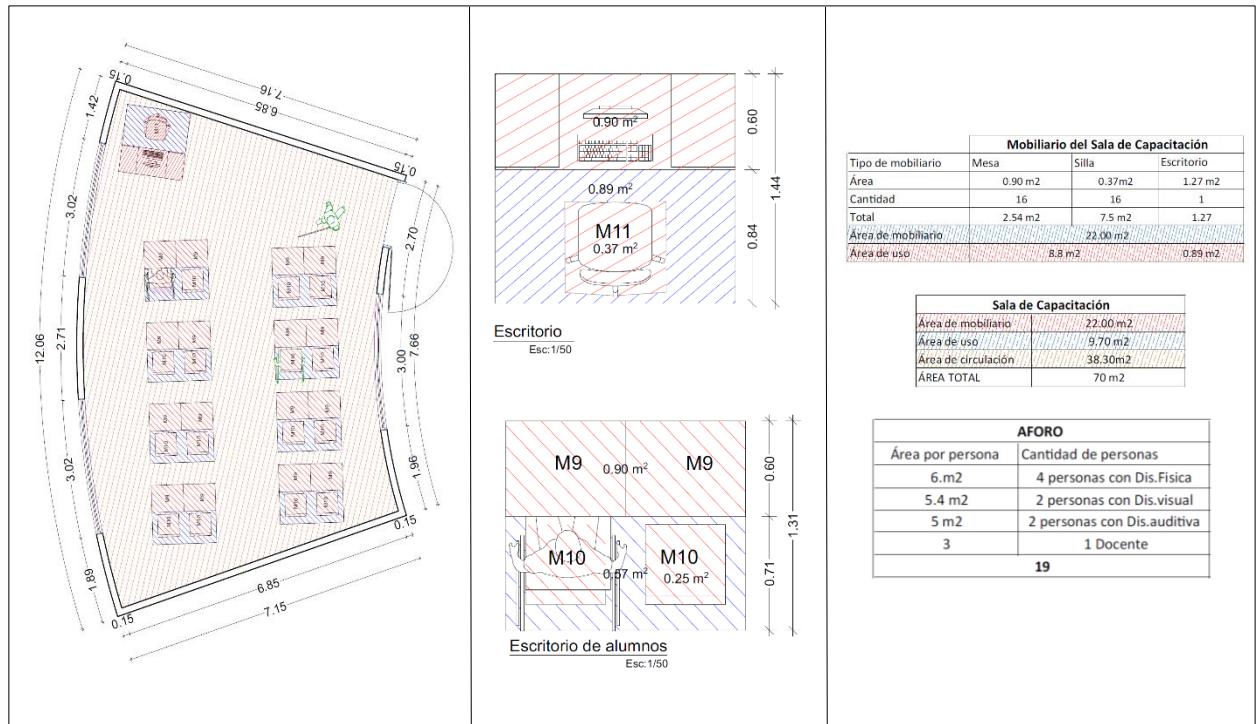 7.16
0.15
6.85
0.15
1.42
3.02
2.70
12.06
2.71
3.00
7.66
3.02
1.96
1.89
0.15
0.15
6.85
7.15
0.90 m²
0.60
0.89 m²
1.44
M11
0.37 m²
0.84
Escritorio
Esc:1/50
M9
0.90 m²
M9
0.60
1.31
M10
0.57 m²
M10
0.25 m²
0.71
Escritorio de alumnos
Esc:1/50
Mobiliario del Sala de Capacitación
Tipo de mobiliario Mesa Silla Escritorio
Área 0.90 m2 0.37m2 1.27 m2
Cantidad 16 16 1
Total 2.54 m2 7.5 m2 1.27
Área de mobiliario 22.00 m2
Área de uso 8.8 m2 0.89 m2
Sala de Capacitación
Área de mobiliario 22.00 m2
Área de uso 9.70 m2
Área de circulación 38.30m2
ÁREA TOTAL 70 m2
AFORO
Área por persona Cantidad de personas
6.m2 4 personas con Dis.Fisica
5.4 m2 2 personas con Dis.visual
5 m2 2 personas con Dis.auditiva
3 1 Docente
19